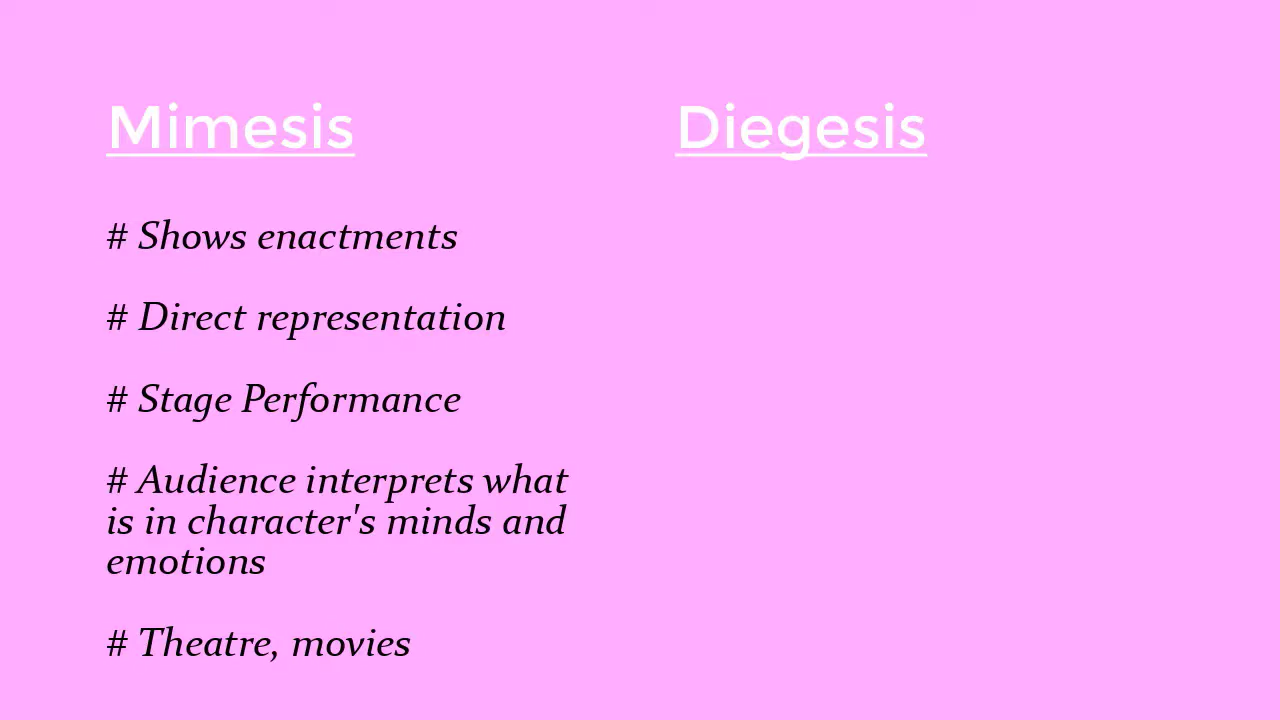 Mimesis
Diegesis
# Shows enactments
# Direct representation
# Stage Performance
# Audience interprets what
is in character's minds and
emotions
# Theatre, movies